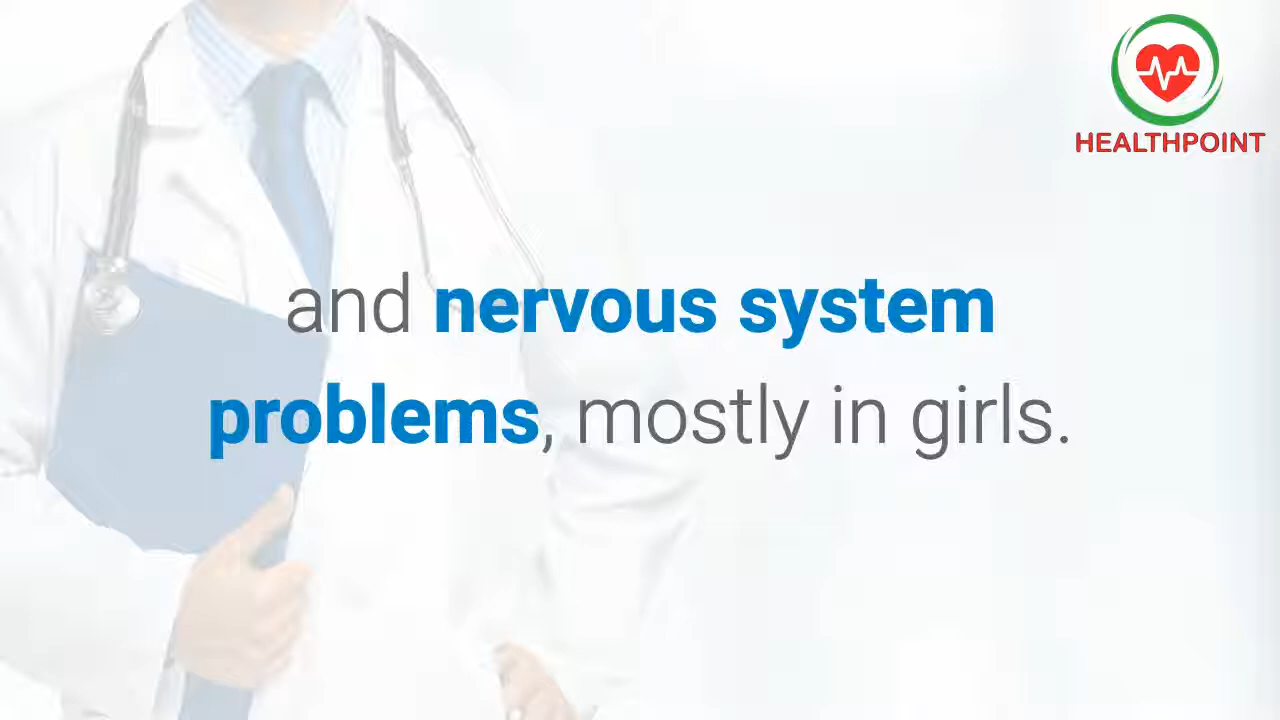 HEALTHPOINT
and nervous system
problems, mostly in girls.